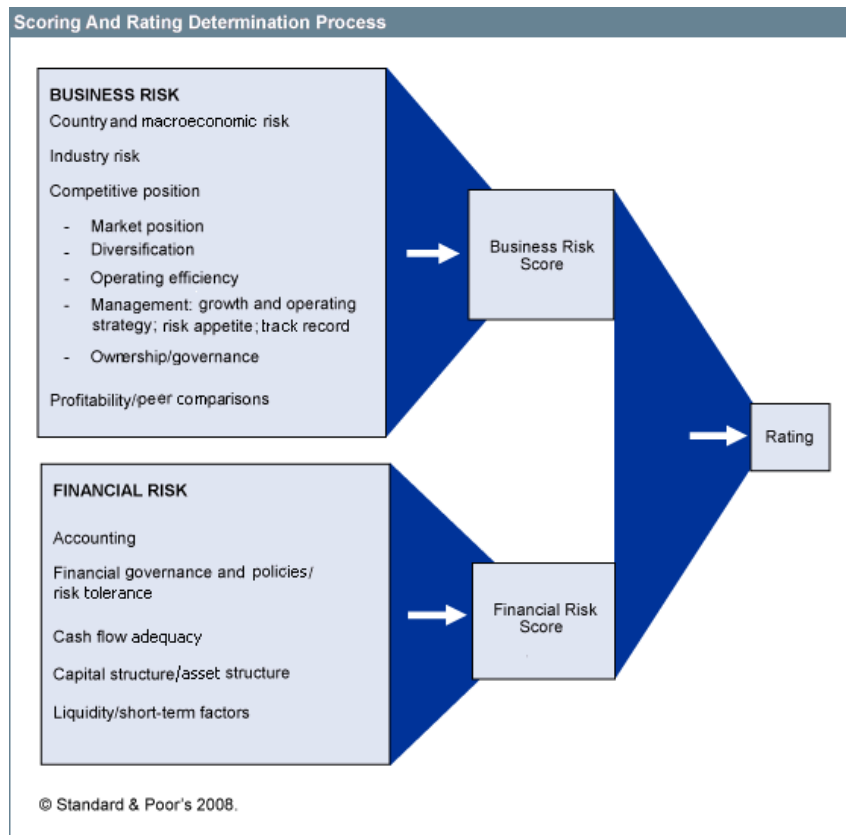 Scoring And Rating Determination Process
BUSINESS RISK
Country and macroeconomic risk
Industry risk
Competitive position
- Market position
- Diversification
- Operating efficiency
- Management: growth and operating
strategy; risk appetite; track record
- Ownership/governance
Profitability/peer comparisons
Business Risk
Score
Rating
FINANCIAL RISK
Accounting
Financial governance and policies/
risk tolerance
Cash flow adequacy
Capital structure/asset structure
Liquidity/short-term factors
Financial Risk
Score
© Standard & Poor's 2008.